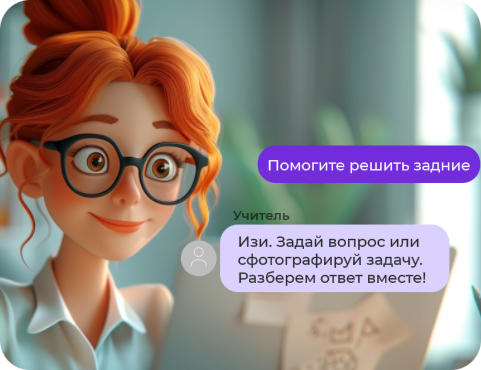 Помогите решить задние
Учитель
Изи. Задай вопрос или
сфотографируй задачу.
Разберем ответ вместе!